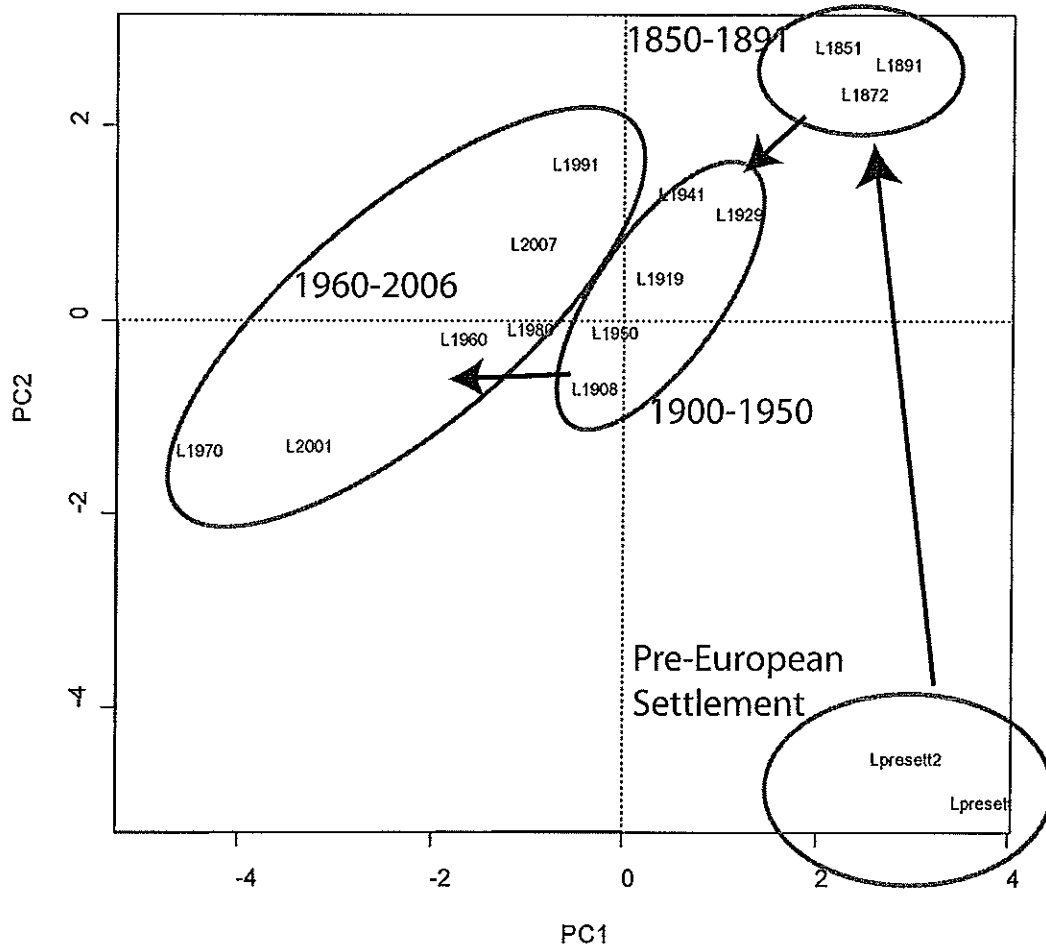 1850-1891
L1851
L1891
L1872
2
L1991
L1941
L1929
L2007
L1919
1960-2006
0
L1960
L1980
L1950
L1908
1900-1950
L1970
L2001
-2
PC2
Pre-European
Settlement
-4
Lpresett2
Lpresett
-4
-2
0
2
4
PC1